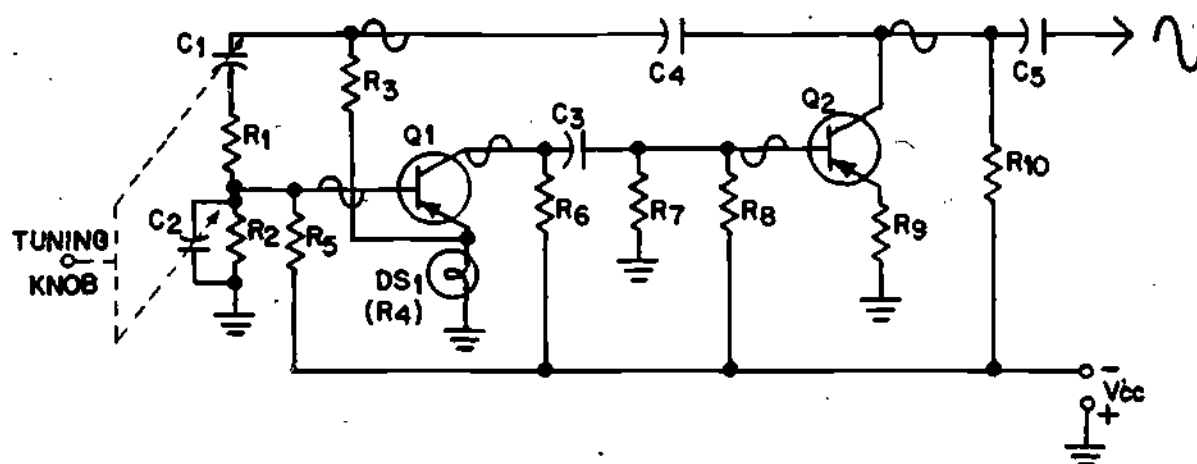 C1
R3
C4
C5
R1
Q1
C3
Q2
R10
C2
R2
R5
R6
R7
R8
R9
TUNING
KNOB
DS1
(R4)
-
Vcc
+